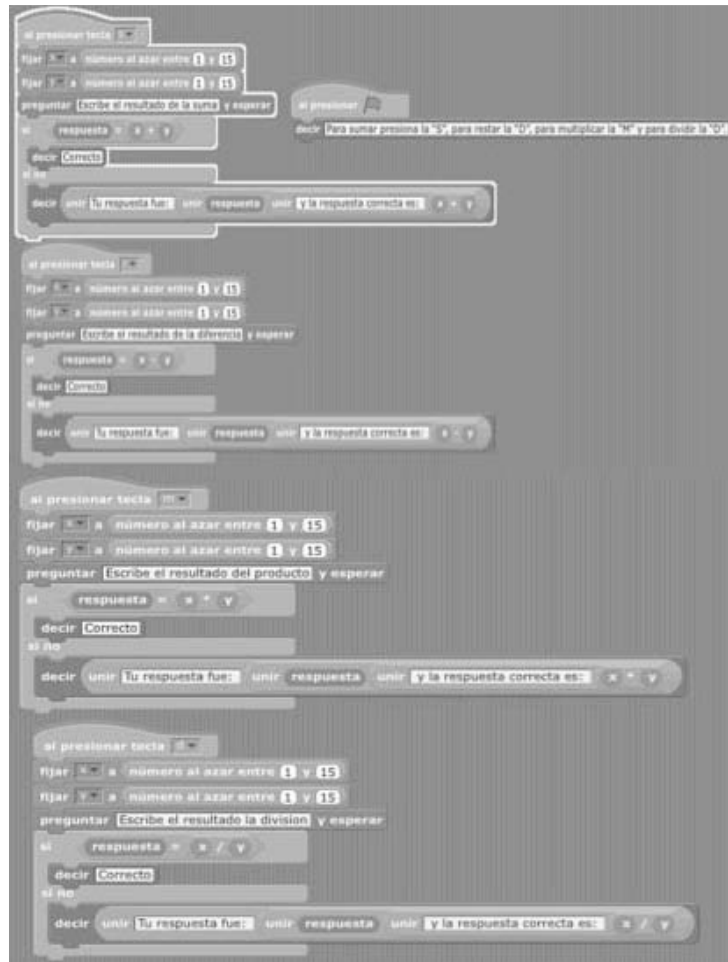 al presionar tecla
fijar x a número al azar entre 1 y 15
fijar y a número al azar entre 1 y 15
preguntar Escribe el resultado de la suma y esperar
si respuesta = x + y
decir Correcto
si no
decir unir Tu respuesta fue: unir respuesta unir y la respuesta correcta es: x + y
al presionar
decir Para sumar presiona la "S", para restar la "D", para multiplicar la "M" y para dividir la "D".
al presionar tecla
fijar x a número al azar entre 1 y 15
fijar y a número al azar entre 1 y 15
preguntar Escribe el resultado de la diferencia y esperar
si respuesta = x - y
decir Correcto
si no
decir unir Tu respuesta fue: unir respuesta unir y la respuesta correcta es: x - y
al presionar tecla m
fijar x a número al azar entre 1 y 15
fijar y a número al azar entre 1 y 15
preguntar Escribe el resultado del producto y esperar
si respuesta = x * y
decir Correcto
si no
decir unir Tu respuesta fue: unir respuesta unir y la respuesta correcta es: x * y
al presionar tecla d
fijar x a número al azar entre 1 y 15
fijar y a número al azar entre 1 y 15
preguntar Escribe el resultado la division y esperar
si respuesta = x / y
decir Correcto
si no
decir unir Tu respuesta fue: unir respuesta unir y la respuesta correcta es: x / y